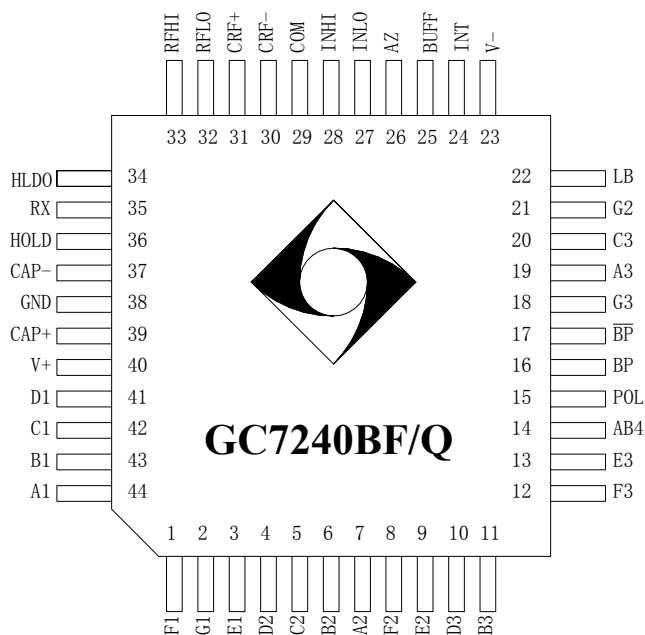 RFHI RFLO CRF+ CRF- COM INHI INLO AZ BUFF INT V-
33 32 31 30 29 28 27 26 25 24 23
HLDO 34 22 LB
RX 35 21 G2
HOLD 36 20 C3
CAP- 37 19 A3
GND 38 18 G3
CAP+ 39 17 B̅P̅
V+ 40 16 BP
D1 41 15 POL
C1 42 14 AB4
B1 43 13 E3
A1 44 12 F3
GC7240BF/Q
1 2 3 4 5 6 7 8 9 10 11
F1 G1 E1 D2 C2 B2 A2 F2 E2 D3 B3